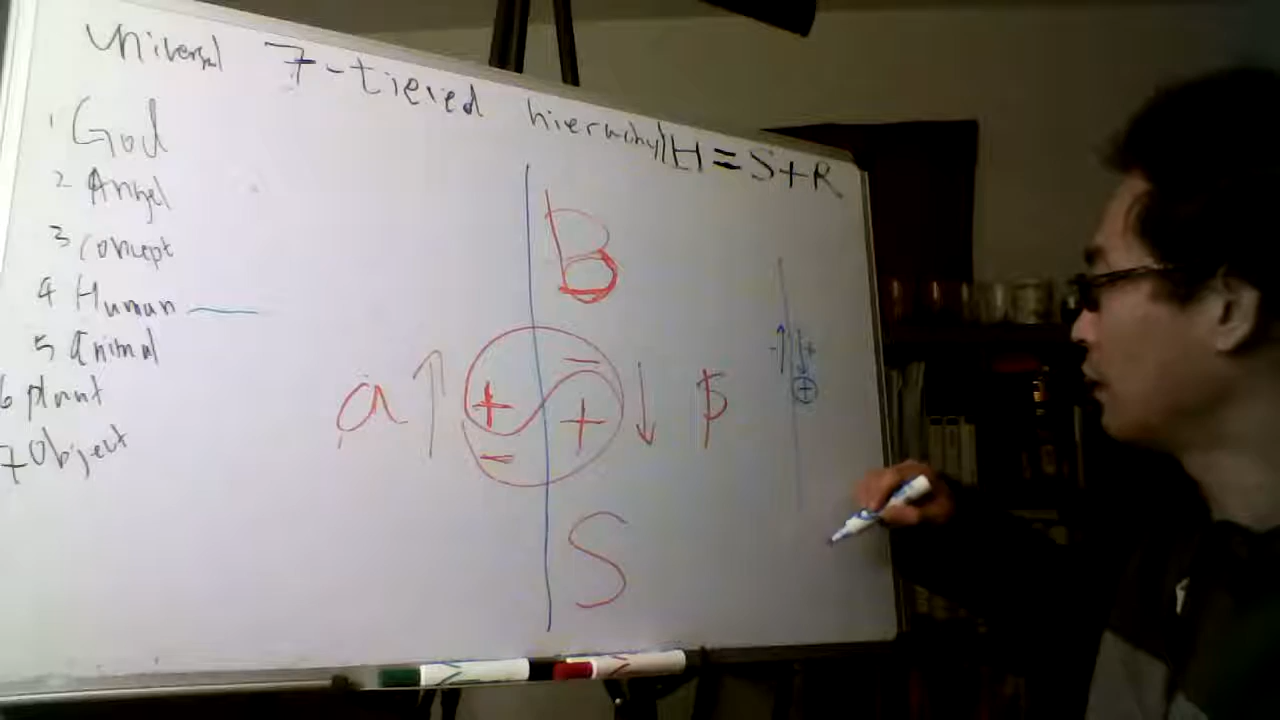 Universal 7-tiered hierarchy H = S+R
1 God
2 Angel
3 concept
4 Human
5 animal
6 plant
7 Object
B
a ↑ + - - + ↓ β
S
- ↑ ↓ +
+